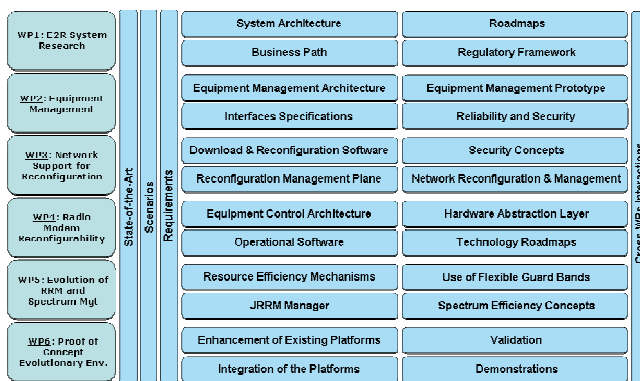 WP1: E2R System
Research
System Architecture
Roadmaps
Business Path
Regulatory Framework
WP2: Equipment
Management
Equipment Management Architecture
Equipment Management Prototype
Interfaces Specifications
Reliability and Security
WP3: Network
Support for
Reconfiguration
Download & Reconfiguration Software
Security Concepts
Reconfiguration Management Plane
Network Reconfiguration & Management
WP4: Radio
Modem
Reconfigurability
Equipment Control Architecture
Hardware Abstraction Layer
Operational Software
Technology Roadmaps
WP5: Evolution of
RRM and
Spectrum Mgt
Resource Efficiency Mechanisms
Use of Flexible Guard Bands
JRRM Manager
Spectrum Efficiency Concepts
WP6: Proof of
Concept
Evolutionary Env.
Enhancement of Existing Platforms
Validation
Integration of the Platforms
Demonstrations
State-of-the-Art
Scenarios
Requirements
Cross WPs Interactions